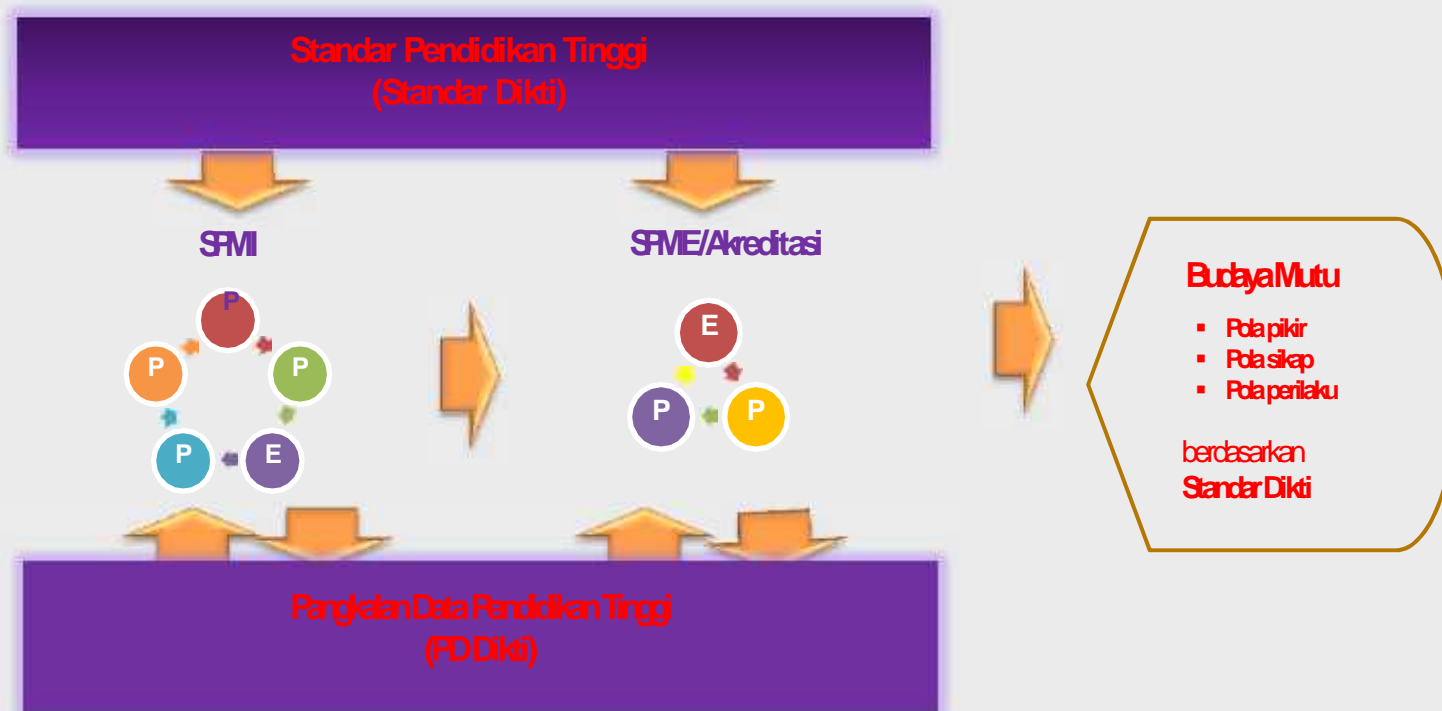 Standar Pendidikan Tinggi
(Standar Dikti)
SPMI
SPME/Akreditasi
P
P
P
P
E
E
P
P
Budaya Mutu
▪ Pola pikir
▪ Pola sikap
▪ Pola perilaku
berdasarkan
Standar Dikti
Pangkalan Data Pendidikan Tinggi
(PD Dikti)